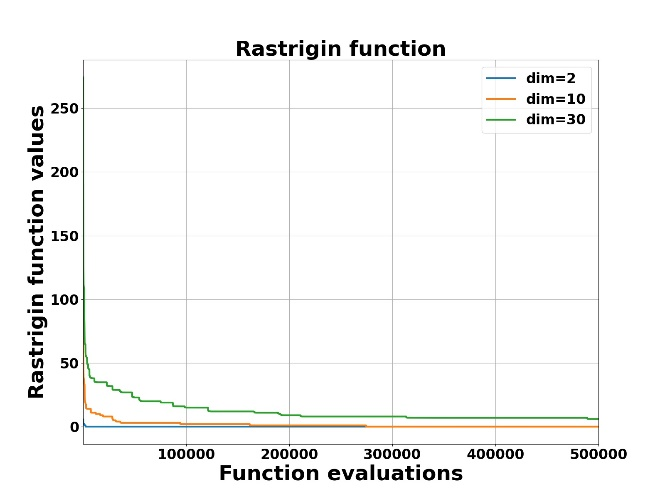 Rastrigin function
dim=2
dim=10
dim=30
Rastrigin function values
250
200
150
100
50
0
100000 200000 300000 400000 500000
Function evaluations